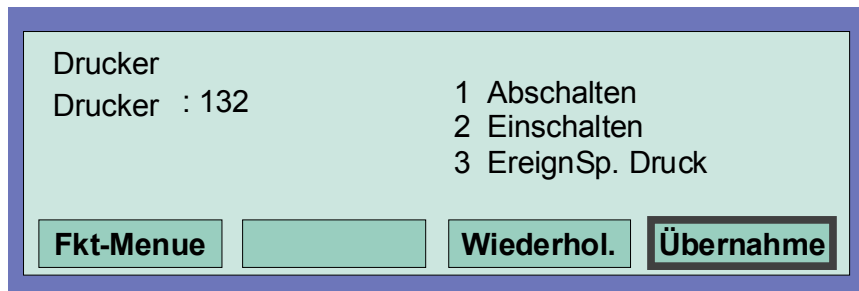 Drucker
Drucker : 132
1 Abschalten
2 Einschalten
3 EreignSp. Druck
Fkt-Menue Wiederhol. Übernahme